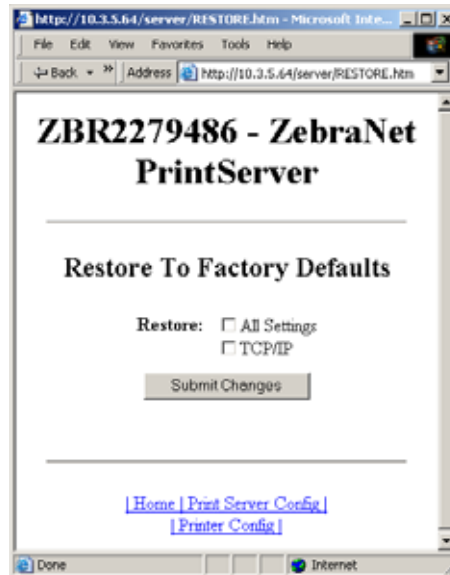 http://10.3.5.64/server/RESTORE.htm - Microsoft Inte...
File Edit View Favorites Tools Help
Back » Address http://10.3.5.64/server/RESTORE.htm
ZBR2279486 - ZebraNet
PrintServer
Restore To Factory Defaults
Restore: All Settings
TCP/IP
Submit Changes
| Home | Print Server Config |
| Printer Config |
Done Internet